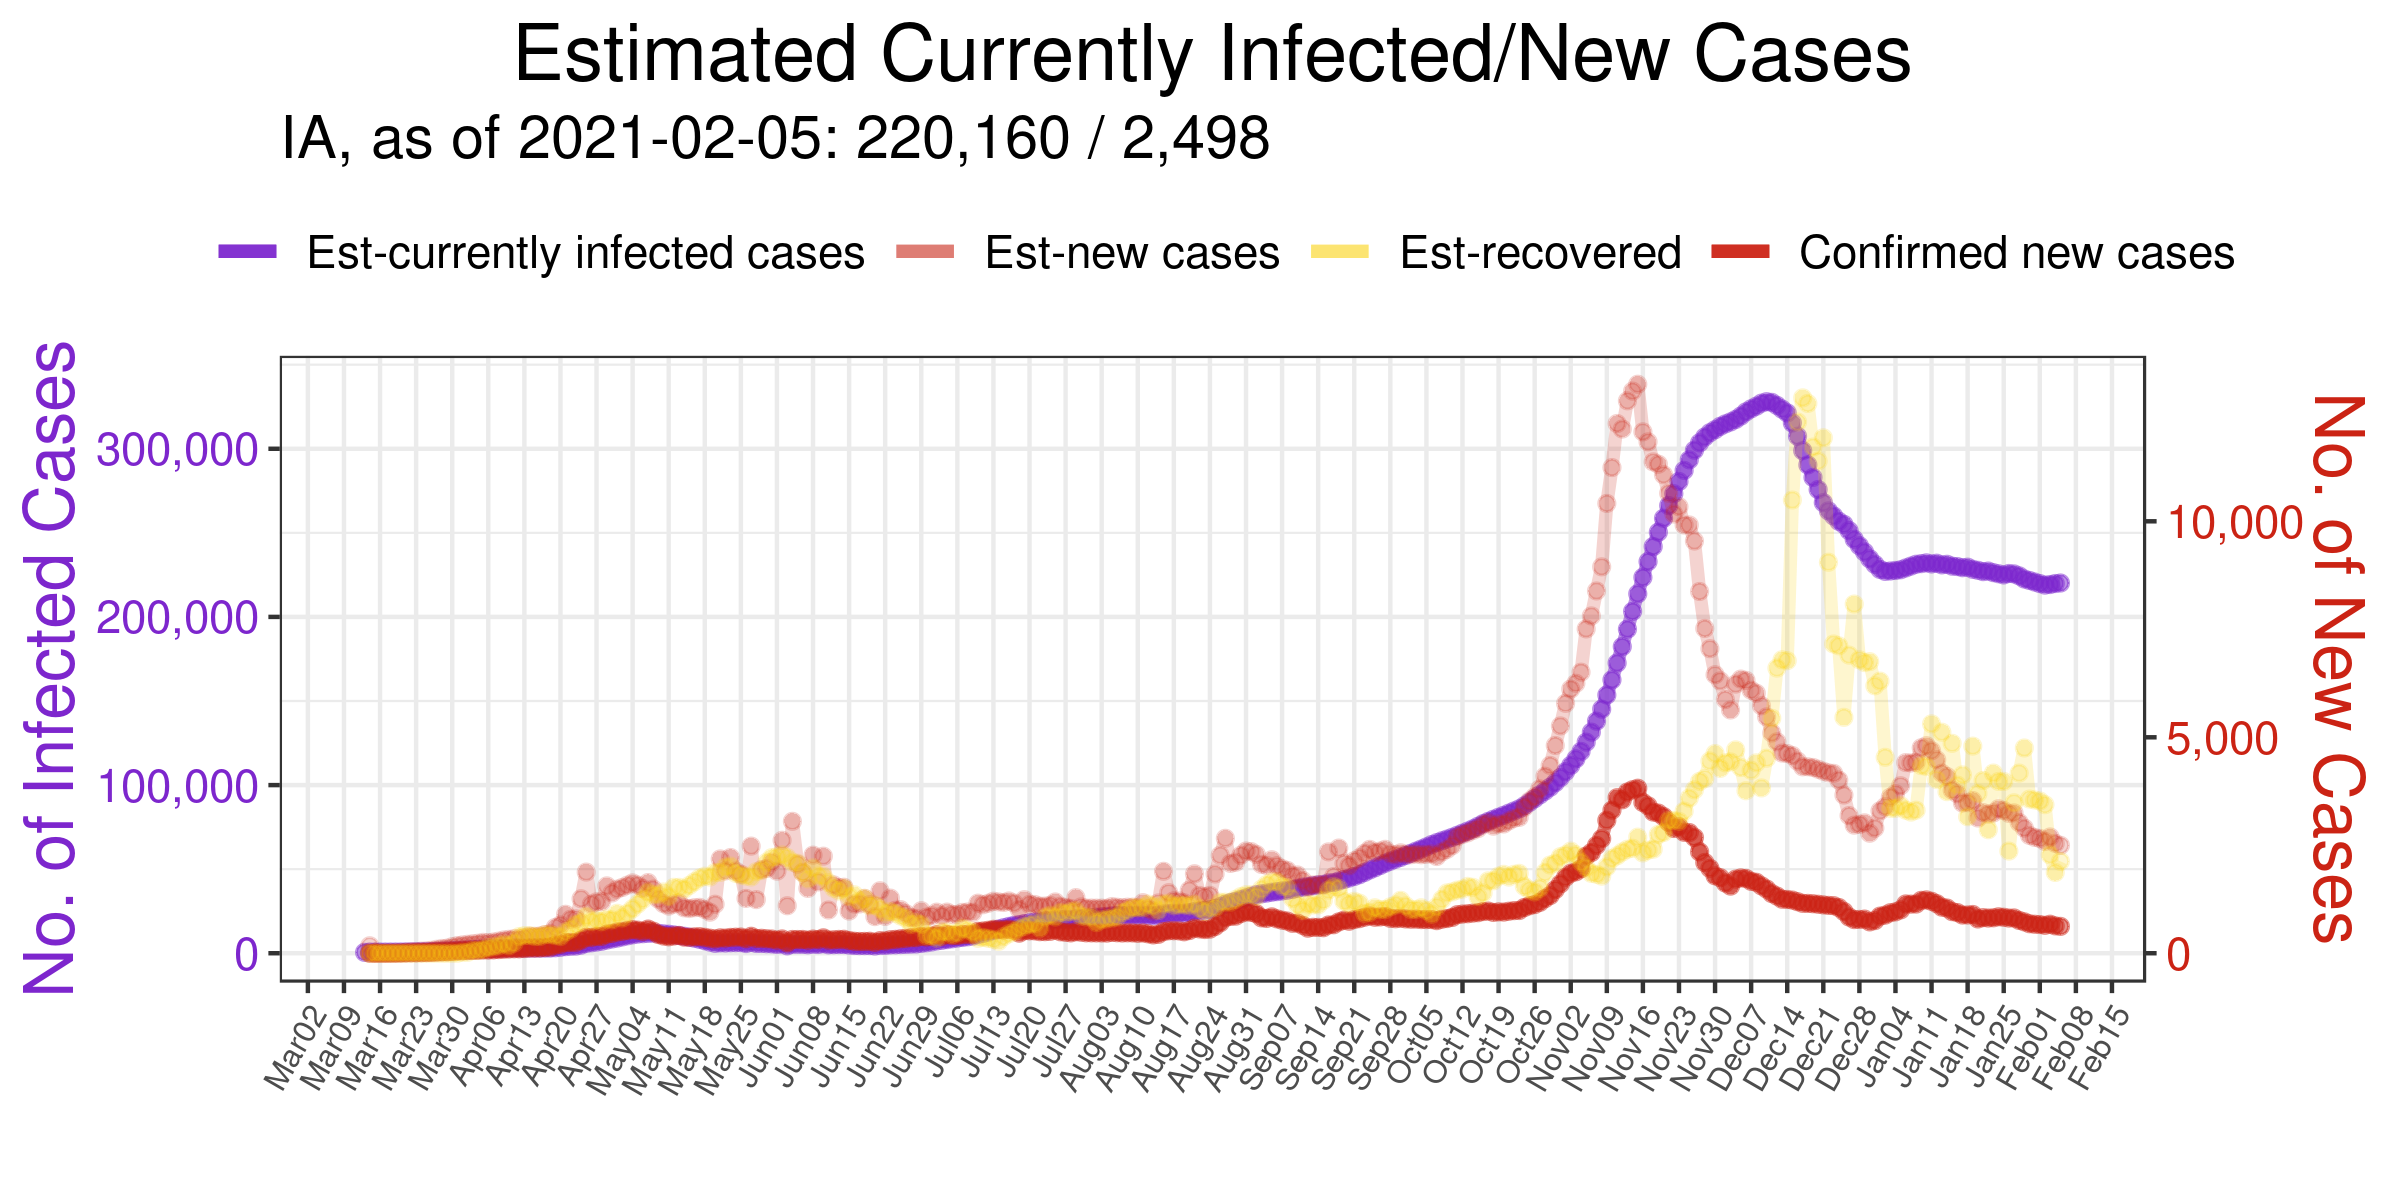 Estimated Currently Infected/New Cases
IA, as of 2021-02-05: 220,160 / 2,498
Est-currently infected cases Est-new cases Est-recovered Confirmed new cases
No. of Infected Cases
300,000
200,000
100,000
0
10,000
5,000
0
No. of New Cases
Mar02 Mar09 Mar16 Mar23 Mar30 Apr06 Apr13 Apr20 Apr27 May04 May11 May18 May25 Jun01 Jun08 Jun15 Jun22 Jun29 Jul06 Jul13 Jul20 Jul27 Aug03 Aug10 Aug17 Aug24 Aug31 Sep07 Sep14 Sep21 Sep28 Oct05 Oct12 Oct19 Oct26 Nov02 Nov09 Nov16 Nov23 Nov30 Dec07 Dec14 Dec21 Dec28 Jan04 Jan11 Jan18 Jan25 Feb01 Feb08 Feb15